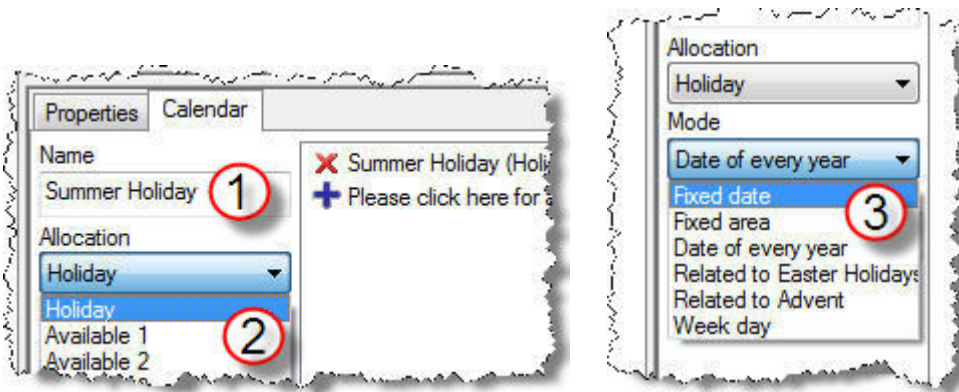 Properties
Calendar
Name
Summer Holiday
1
Allocation
Holiday
Holiday
2
Available 1
Available 2
Summer Holiday (Holi
Please click here for a
Allocation
Holiday
Mode
Date of every year
Fixed date
3
Fixed area
Date of every year
Related to Easter Holidays
Related to Advent
Week day